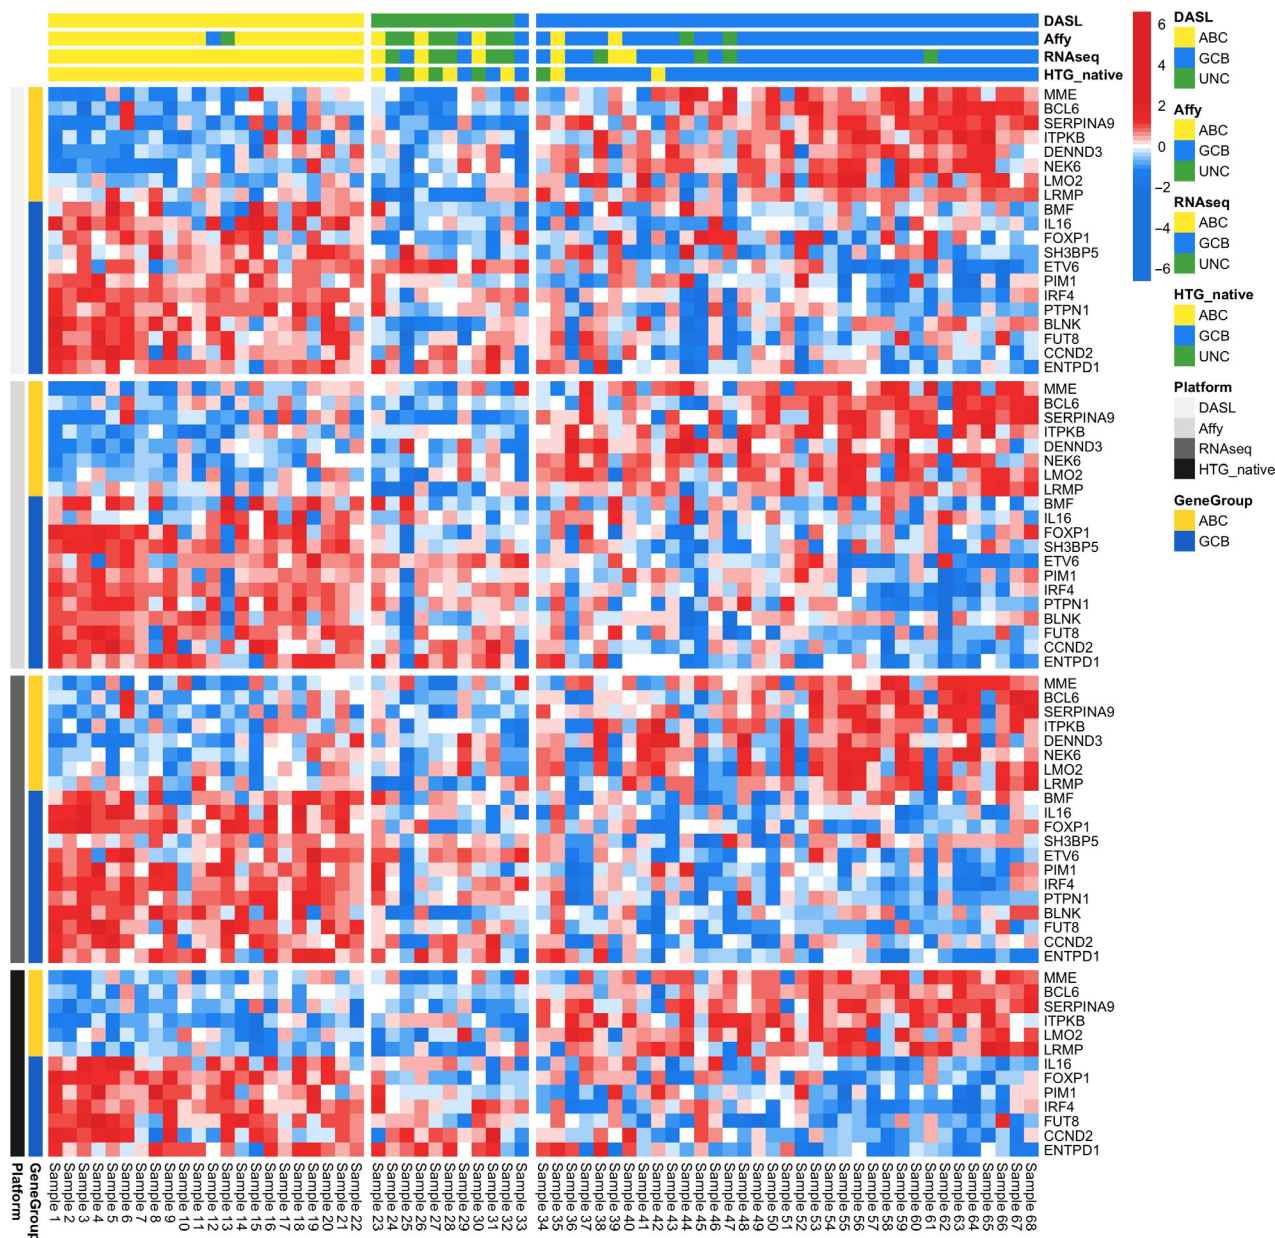 DASL
Affy
RNAseq
HTG_native
MME
BCL6
SERPINA9
ITPKB
DENND3
NEK6
LMO2
LRMP
BMF
IL16
FOXP1
SH3BP5
ETV6
PIM1
IRF4
PTPN1
BLNK
FUT8
CCND2
ENTPD1
MME
BCL6
SERPINA9
ITPKB
DENND3
NEK6
LMO2
LRMP
BMF
IL16
FOXP1
SH3BP5
ETV6
PIM1
IRF4
PTPN1
BLNK
FUT8
CCND2
ENTPD1
MME
BCL6
SERPINA9
ITPKB
DENND3
NEK6
LMO2
LRMP
BMF
IL16
FOXP1
SH3BP5
ETV6
PIM1
IRF4
PTPN1
BLNK
FUT8
CCND2
ENTPD1
MME
BCL6
SERPINA9
ITPKB
LMO2
LRMP
IL16
FOXP1
PIM1
IRF4
FUT8
CCND2
ENTPD1
Platform
GeneGroup
Sample 1
Sample 2
Sample 3
Sample 4
Sample 5
Sample 6
Sample 7
Sample 8
Sample 9
Sample 10
Sample 11
Sample 12
Sample 13
Sample 14
Sample 15
Sample 16
Sample 17
Sample 18
Sample 19
Sample 20
Sample 21
Sample 22
Sample 23
Sample 24
Sample 25
Sample 26
Sample 27
Sample 28
Sample 29
Sample 30
Sample 31
Sample 32
Sample 33
Sample 34
Sample 35
Sample 36
Sample 37
Sample 38
Sample 39
Sample 40
Sample 41
Sample 42
Sample 43
Sample 44
Sample 45
Sample 46
Sample 47
Sample 48
Sample 49
Sample 50
Sample 51
Sample 52
Sample 53
Sample 54
Sample 55
Sample 56
Sample 57
Sample 58
Sample 59
Sample 60
Sample 61
Sample 62
Sample 63
Sample 64
Sample 65
Sample 66
Sample 67
Sample 68
6
4
2
0
−2
−4
−6
DASL
ABC
GCB
UNC
Affy
ABC
GCB
UNC
RNAseq
ABC
GCB
UNC
HTG_native
ABC
GCB
UNC
Platform
DASL
Affy
RNAseq
HTG_native
GeneGroup
ABC
GCB